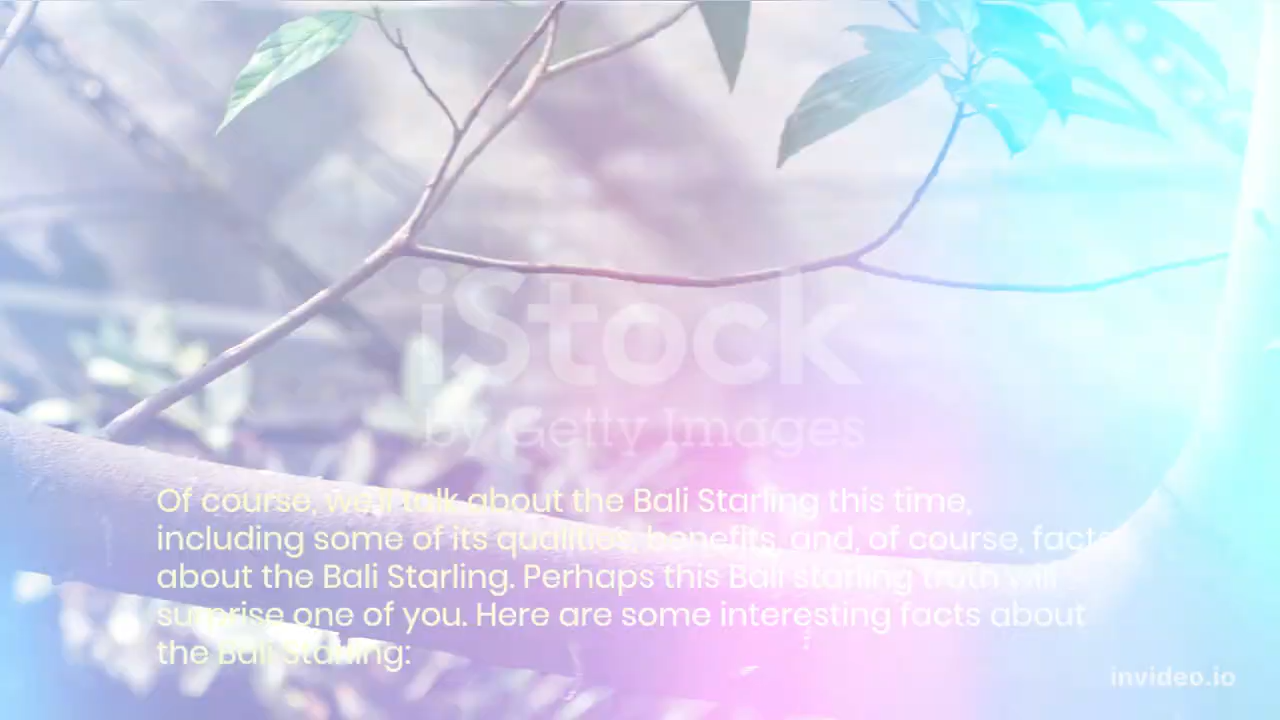 iStock
by Getty Images
Of course, we'll talk about the Bali Starling this time,
including some of its qualities, benefits, and, of course, facts
about the Bali Starling. Perhaps this Bali starling truth will
surprise one of you. Here are some interesting facts about
the Bali Starling:
invideo.io